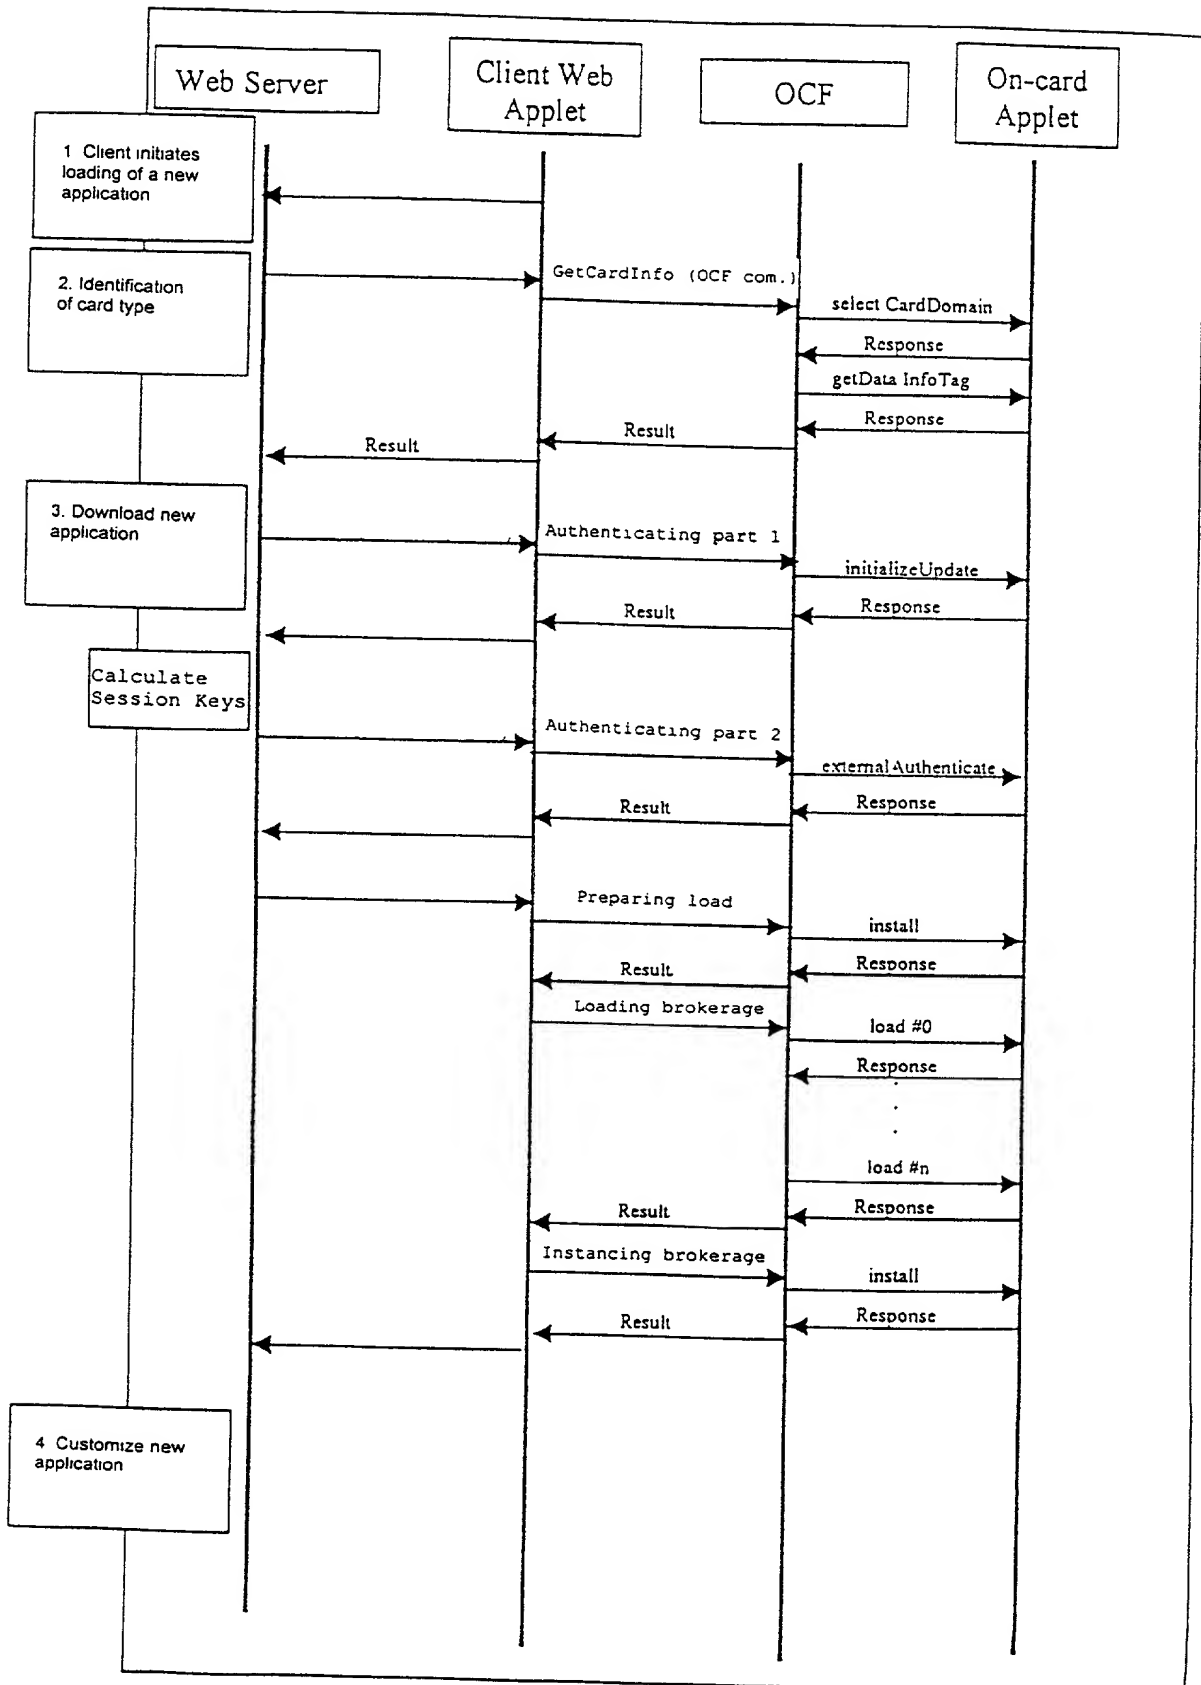 Web Server
Client Web
Applet
OCF
On-card
Applet
1 Client initiates
loading of a new
application
2. Identification
of card type
GetCardInfo (OCF com.)
select CardDomain
Response
getData InfoTag
Response
Result
Result
3. Download new
application
Authenticating part 1
initializeUpdate
Response
Result
Calculate
Session Keys
Authenticating part 2
externalAuthenticate
Response
Result
Preparing load
install
Response
Result
Loading brokerage
load #0
Response
.
.
.
load #n
Response
Result
Instancing brokerage
install
Response
Result
4 Customize new
application